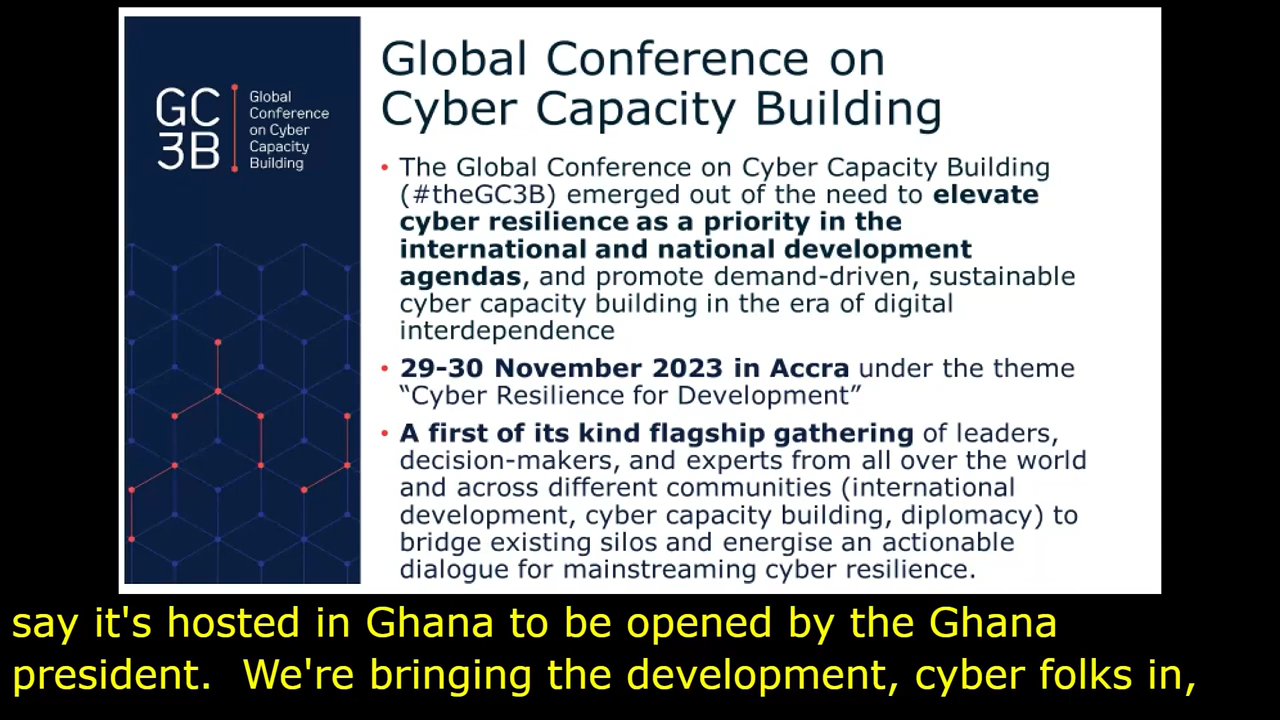 GC
3B
Global
Conference
on Cyber
Capacity
Building
Global Conference on
Cyber Capacity Building
• The Global Conference on Cyber Capacity Building
(#theGC3B) emerged out of the need to elevate
cyber resilience as a priority in the
international and national development
agendas, and promote demand-driven, sustainable
cyber capacity building in the era of digital
interdependence
• 29-30 November 2023 in Accra under the theme
“Cyber Resilience for Development”
• A first of its kind flagship gathering of leaders,
decision-makers, and experts from all over the world
and across different communities (international
development, cyber capacity building, diplomacy) to
bridge existing silos and energise an actionable
dialogue for mainstreaming cyber resilience.
say it's hosted in Ghana to be opened by the Ghana
president.  We're bringing the development, cyber folks in,